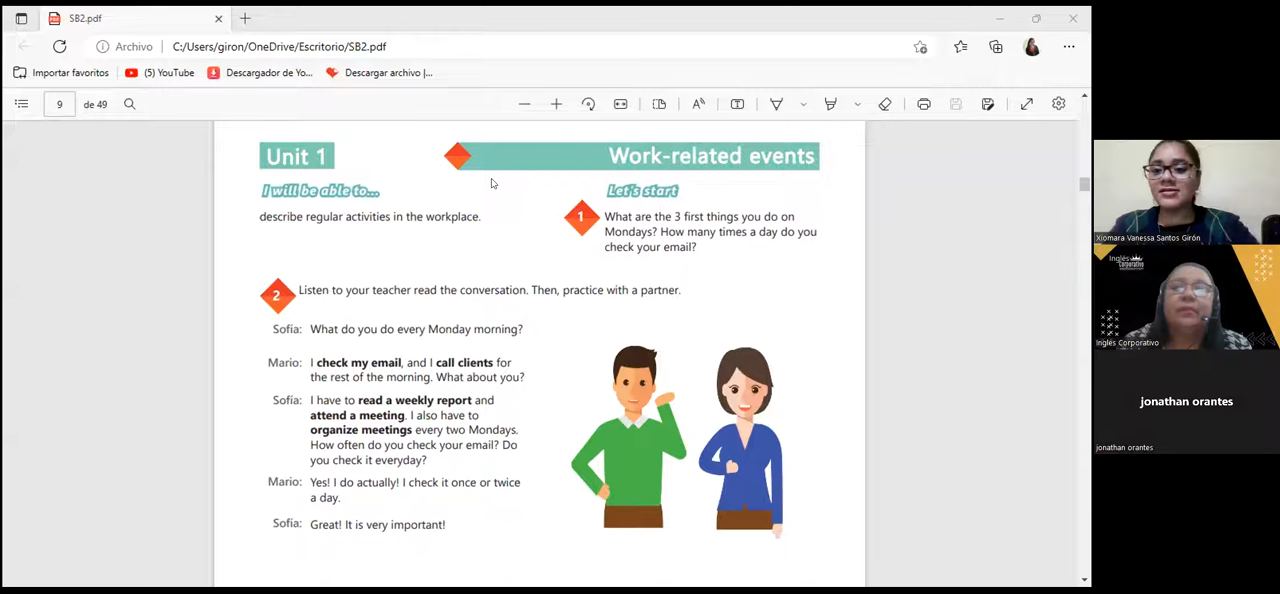 SB2.pdf
Archivo
C:/Users/giron/OneDrive/Escritorio/SB2.pdf
Importar favoritos
(5) YouTube
Descargador de Yo...
Descargar archivo |...
9
de 49
Unit 1
Work-related events
I will be able to...
describe regular activities in the workplace.
Let's start
1
What are the 3 first things you do on
Mondays? How many times a day do you
check your email?
2
Listen to your teacher read the conversation. Then, practice with a partner.
Sofia: What do you do every Monday morning?
Mario: I check my email, and I call clients for
the rest of the morning. What about you?
Sofia: I have to read a weekly report and
attend a meeting. I also have to
organize meetings every two Mondays.
How often do you check your email? Do
you check it everyday?
Mario: Yes! I do actually! I check it once or twice
a day.
Sofia: Great! It is very important!
Xiomara Vanessa Santos Girón
Inglés
Corporativo
Inglés Corporativo
jonathan orantes
jonathan orantes